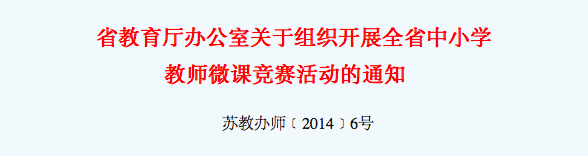 省教育厅办公室关于组织开展全省中小学
教师微课竞赛活动的通知
苏教办师﹝2014﹞6号